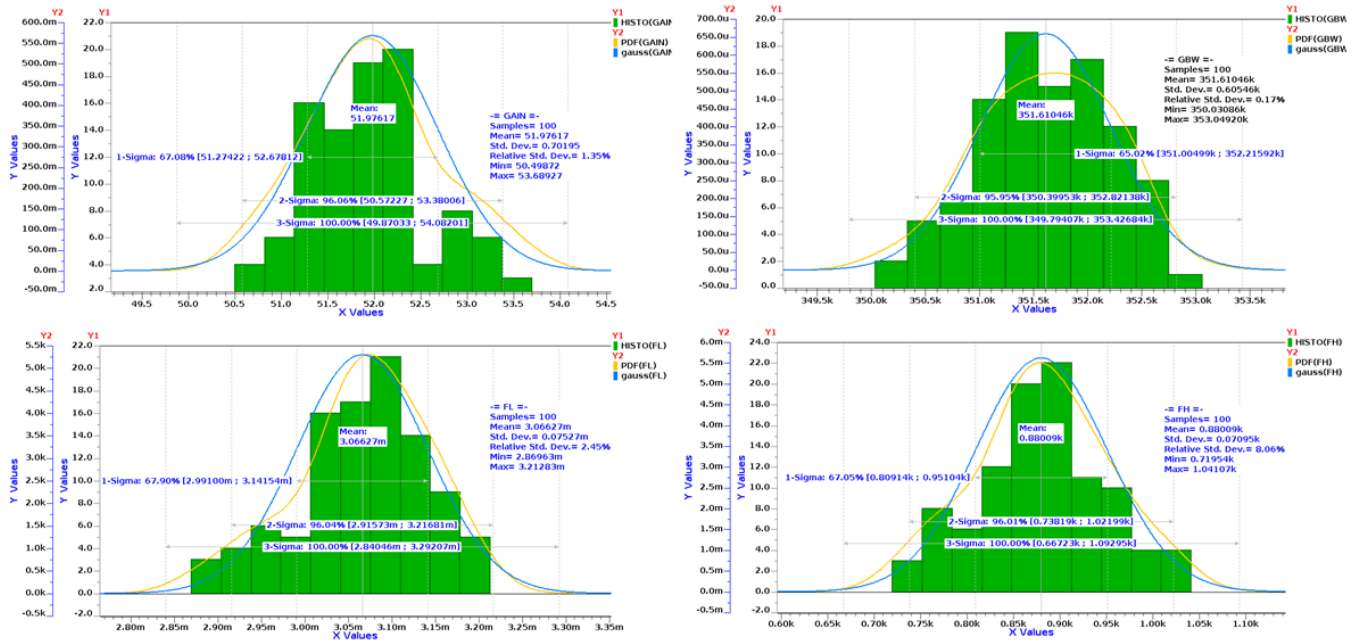 Y2 Y1 Y1
600.0m 22.0 HISTO(GAIN
Y2
550.0m PDF(GAIN)
20.0 gauss(GAIN
500.0m
450.0m 18.0
400.0m 16.0
350.0m Mean:
51.97617
14.0
300.0m
-= GAIN =-
Samples= 100
Mean= 51.97617
Std. Dev.= 0.70195
Relative Std. Dev.= 1.35%
Min= 50.49872
Max= 53.68927
250.0m 12.0
1-Sigma: 67.08% [51.27422 ; 52.67812]
200.0m 10.0
2-Sigma: 96.06% [50.57227 ; 53.38006]
150.0m 8.0
3-Sigma: 100.00% [49.87033 ; 54.08201]
100.0m
50.0m 6.0
0.0m 4.0
-50.0m 2.0
Y Values Y Values
49.5 50.0 50.5 51.0 51.5 52.0 52.5 53.0 53.5 54.0 54.5
X Values
Y2 Y1 Y1
700.0u 20.0 HISTO(GBW
Y2
650.0u PDF(GBW)
gauss(GBW
600.0u 18.0
550.0u 16.0
500.0u
-= GBW =-
Samples= 100
Mean= 351.61046k
Std. Dev.= 0.60546k
Relative Std. Dev.= 0.17%
Min= 350.03086k
Max= 353.04920k
450.0u 14.0
Mean:
351.61046k
400.0u 12.0
350.0u 10.0
1-Sigma: 65.02% [351.00499k ; 352.21592k]
300.0u
250.0u 8.0
200.0u
2-Sigma: 95.95% [350.39953k ; 352.82138k]
150.0u 6.0
3-Sigma: 100.00% [349.79407k ; 353.42684k]
100.0u 4.0
50.0u 2.0
0.0u
-50.0u 0.0
Y Values Y Values
349.5k 350.0k 350.5k 351.0k 351.5k 352.0k 352.5k 353.0k 353.5k
X Values
Y2 Y1 Y1
5.5k 22.0 HISTO(FL)
Y2
5.0k 20.0 PDF(FL)
gauss(FL)
4.5k 18.0
4.0k 16.0
3.5k 14.0
Mean:
3.06627m
-= FL =-
Samples= 100
Mean= 3.06627m
Std. Dev.= 0.07527m
Relative Std. Dev.= 2.45%
Min= 2.86963m
Max= 3.21283m
3.0k 12.0
2.5k 10.0
1-Sigma: 67.90% [2.99100m ; 3.14154m]
2.0k 8.0
1.5k 6.0
2-Sigma: 96.04% [2.91573m ; 3.21681m]
1.0k 4.0
3-Sigma: 100.00% [2.84046m ; 3.29207m]
0.5k 2.0
0.0k 0.0
-0.5k -2.0
Y Values Y Values
2.80m 2.85m 2.90m 2.95m 3.00m 3.05m 3.10m 3.15m 3.20m 3.25m 3.30m 3.35m
X Values
Y2 Y1 Y1
6.0m 24.0 HISTO(FH)
Y2
5.5m 22.0 PDF(FH)
gauss(FH)
5.0m 20.0
4.5m 18.0
4.0m 16.0
3.5m 14.0
Mean:
0.88009k
-= FH =-
Samples= 100
Mean= 0.88009k
Std. Dev.= 0.07095k
Relative Std. Dev.= 8.06%
Min= 0.71954k
Max= 1.04107k
3.0m 12.0
2.5m 10.0
1-Sigma: 67.05% [0.80914k ; 0.95104k]
2.0m 8.0
1.5m 6.0
2-Sigma: 96.01% [0.73819k ; 1.02199k]
1.0m 4.0
3-Sigma: 100.00% [0.66723k ; 1.09295k]
0.5m 2.0
0.0m 0.0
-0.5m -2.0
Y Values Y Values
0.60k 0.65k 0.70k 0.75k 0.80k 0.85k 0.90k 0.95k 1.00k 1.05k 1.10k 1.15k
X Values